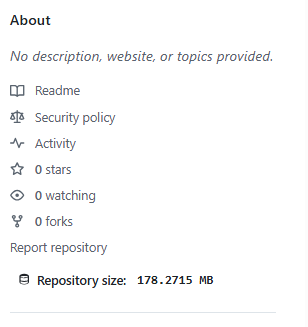 About
No description, website, or topics provided.
Readme
Security policy
Activity
0 stars
0 watching
0 forks
Report repository
Repository size: 178.2715 MB